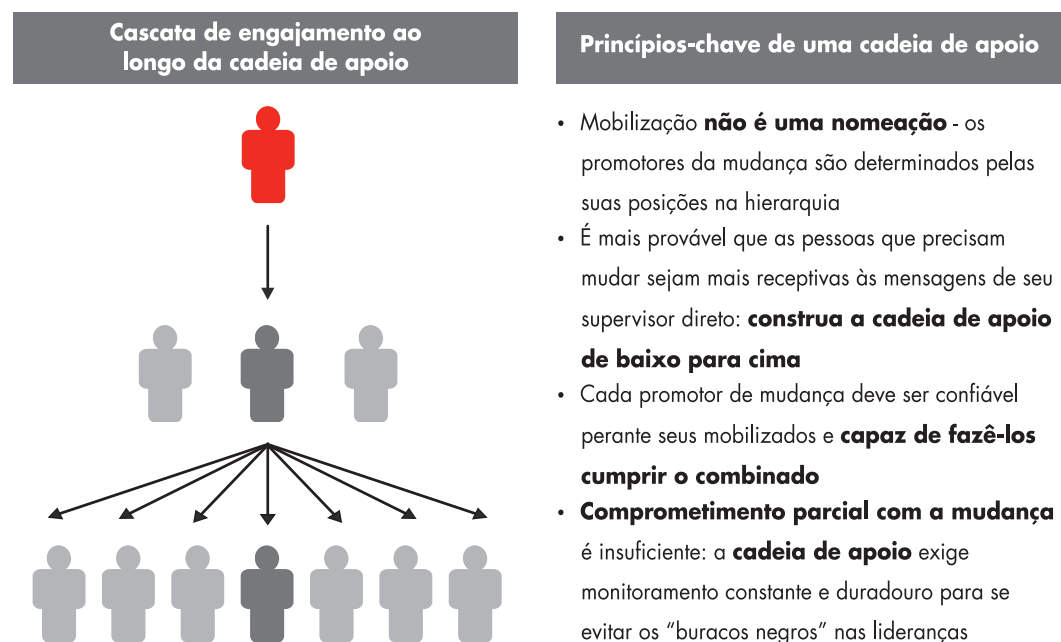 Cascata de engajamento ao
longo da cadeia de apoio
Princípios-chave de uma cadeia de apoio
• Mobilização não é uma nomeação - os
promotores da mudança são determinados pelas
suas posições na hierarquia
• É mais provável que as pessoas que precisam
mudar sejam mais receptivas às mensagens de seu
supervisor direto: construa a cadeia de apoio
de baixo para cima
• Cada promotor de mudança deve ser confiável
perante seus mobilizados e capaz de fazê-los
cumprir o combinado
• Comprometimento parcial com a mudança
é insuficiente: a cadeia de apoio exige
monitoramento constante e duradouro para se
evitar os “buracos negros” nas lideranças